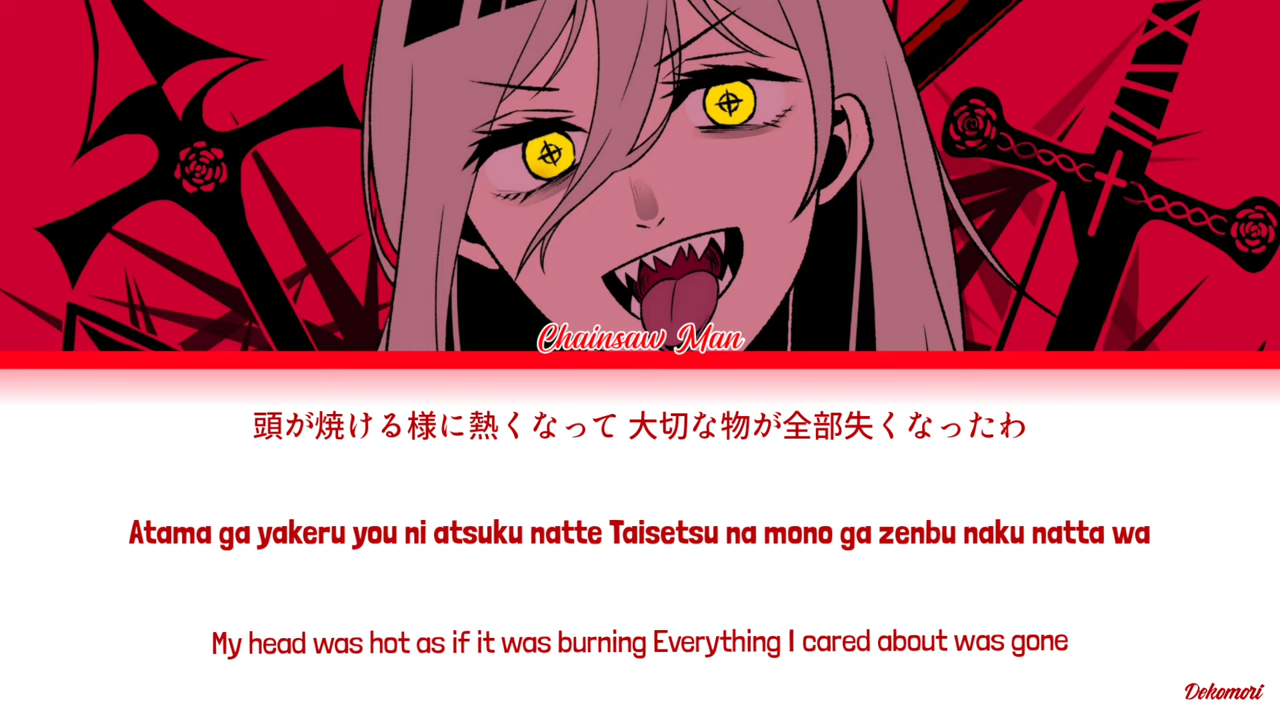 Chainsaw Man
頭が焼ける様に熱くなって 大切な物が全部失くなったわ
Atama ga yakeru you ni atsuku natte Taisetsu na mono ga zenbu naku natta wa
My head was hot as if it was burning Everything I cared about was gone
Dekomori